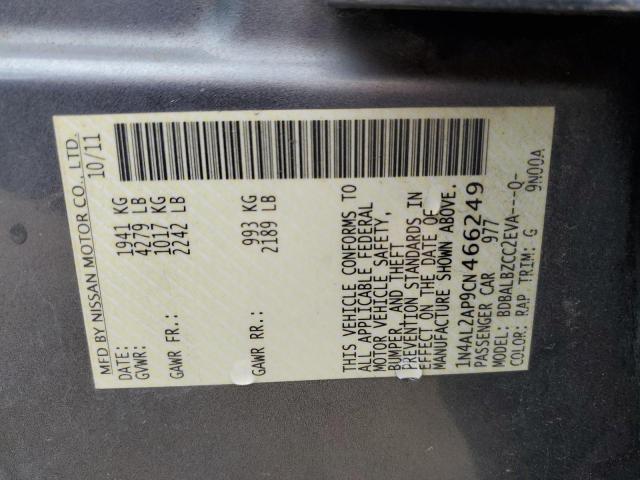 MFD BY NISSAN MOTOR CO., LTD.
DATE: 10/11
GVWR: 1941 KG
4279 LB
GAWR FR.: 1017 KG
2242 LB
GAWR RR.: 993 KG
2189 LB
THIS VEHICLE CONFORMS TO
ALL APPLICABLE FEDERAL
MOTOR VEHICLE SAFETY,
BUMPER, AND THEFT
PREVENTION STANDARDS IN
EFFECT ON THE DATE OF
MANUFACTURE SHOWN ABOVE.
1N4AL2AP9CN466249
PASSENGER CAR 977
MODEL: BDBALBZCCC2EVA---Q-
COLOR: RAP TRIM: G 9N00A